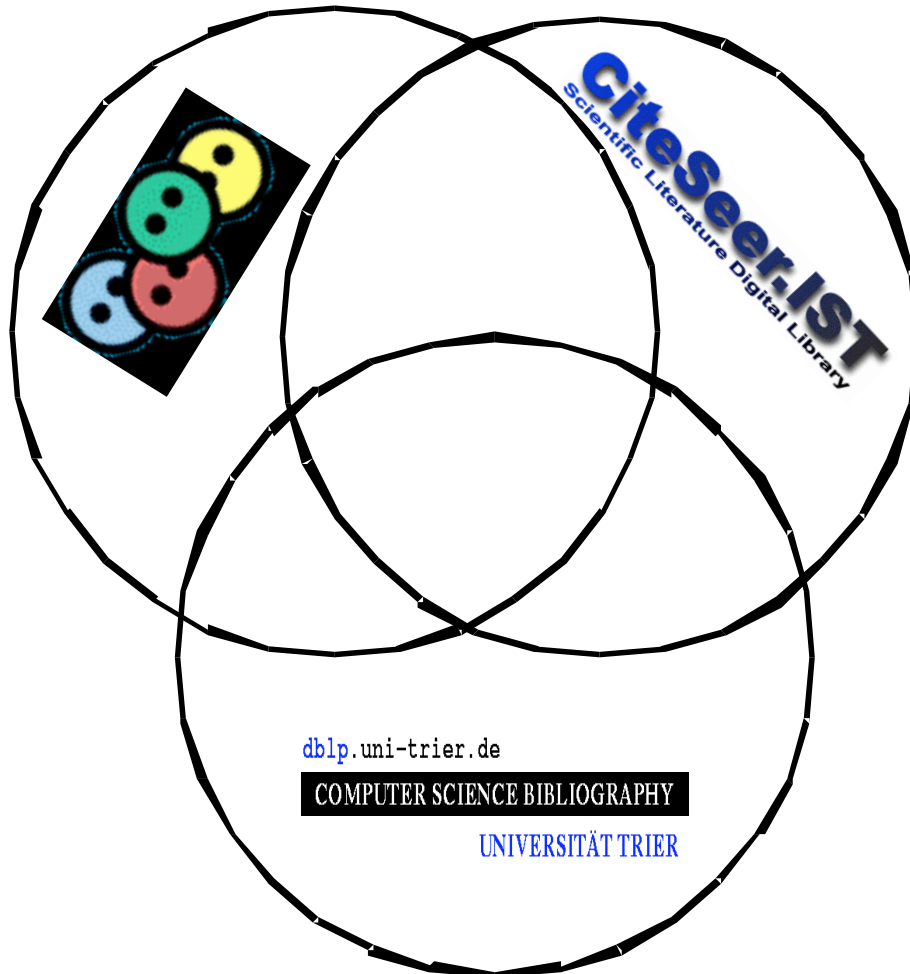 CiteSeer.IST
Scientific Literature Digital Library
dblp.uni-trier.de
COMPUTER SCIENCE BIBLIOGRAPHY
UNIVERSITÄT TRIER